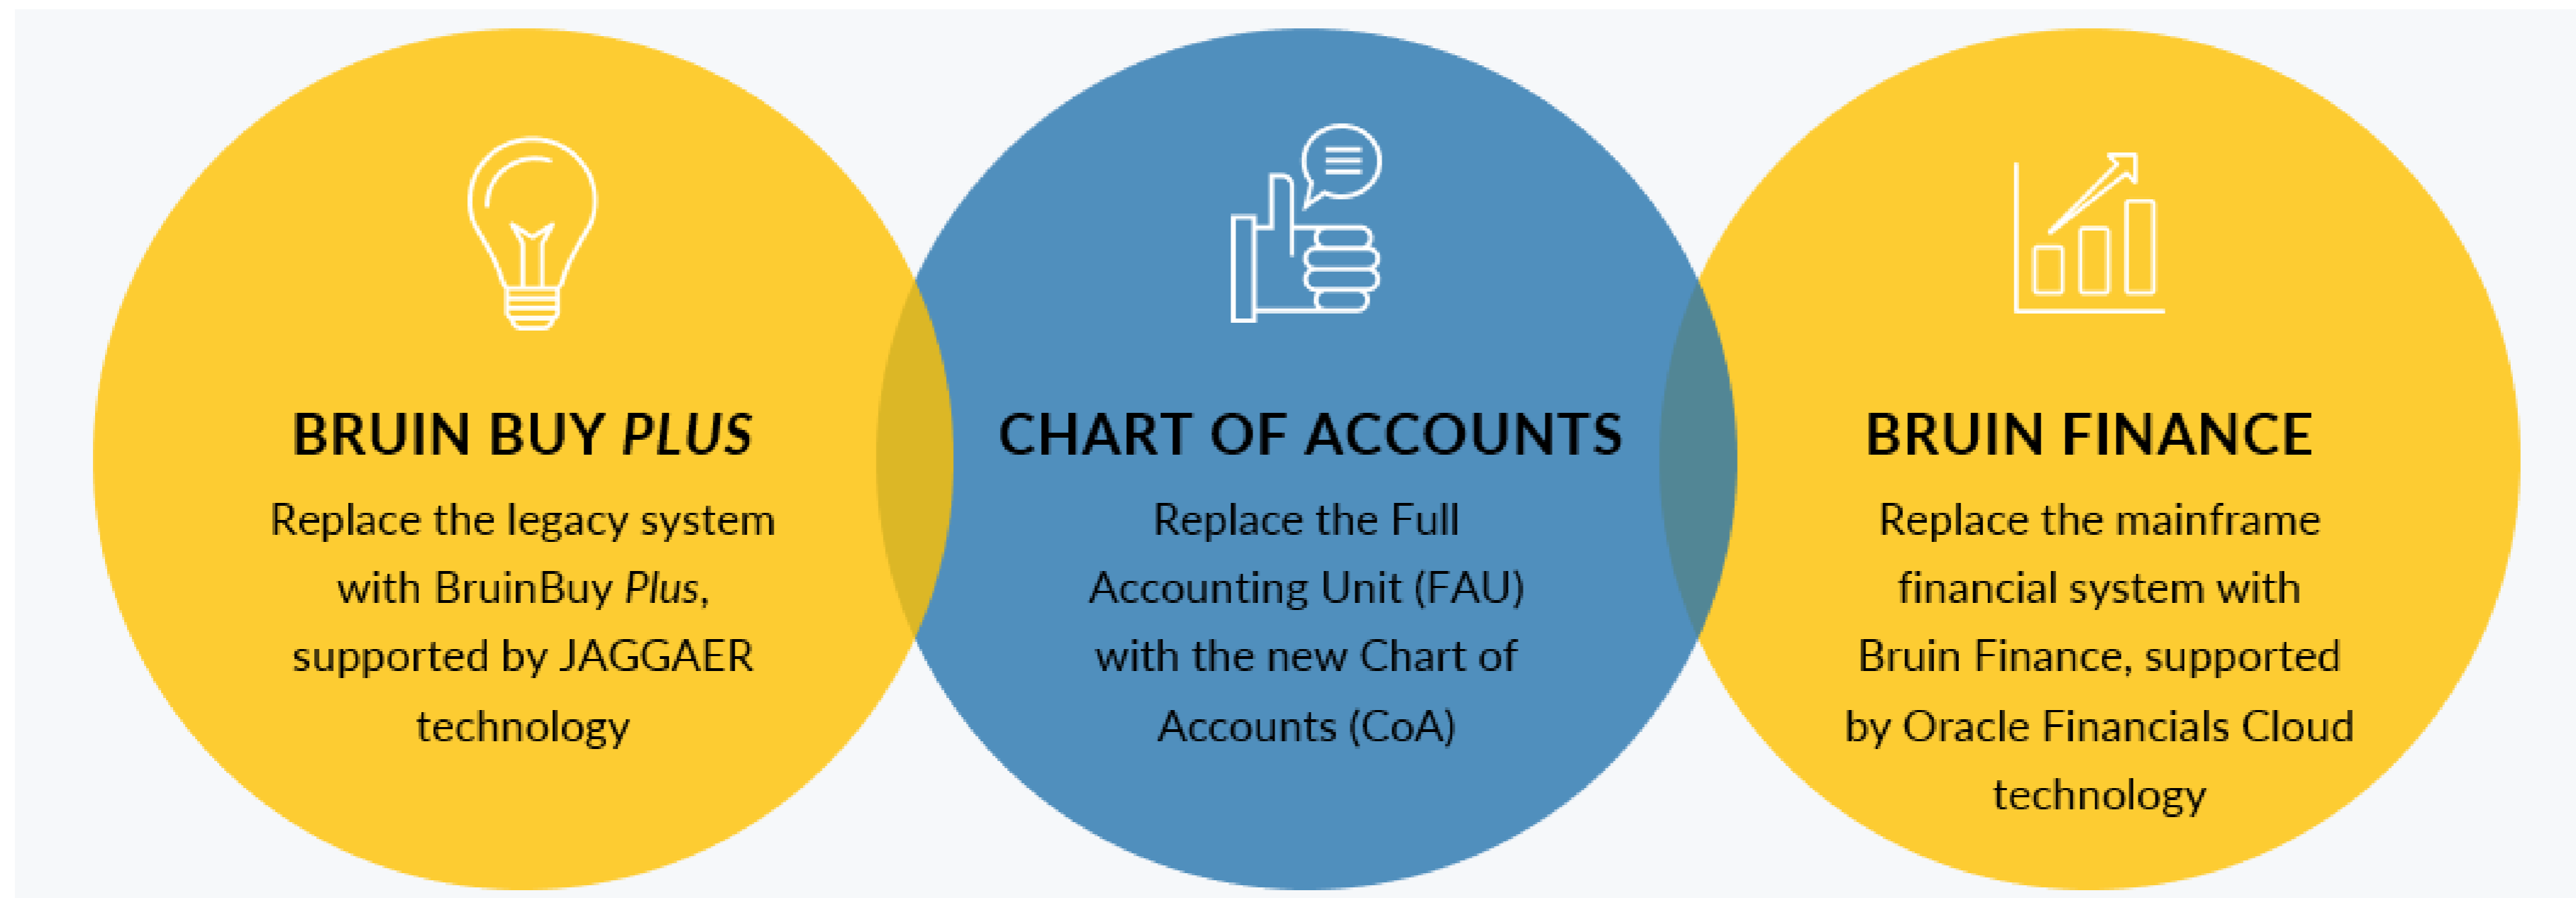 BRUIN BUY PLUS
Replace the legacy system
with BruinBuy Plus,
supported by JAGGAER
technology
CHART OF ACCOUNTS
Replace the Full
Accounting Unit (FAU)
with the new Chart of
Accounts (CoA)
BRUIN FINANCE
Replace the mainframe
financial system with
Bruin Finance, supported
by Oracle Financials Cloud
technology